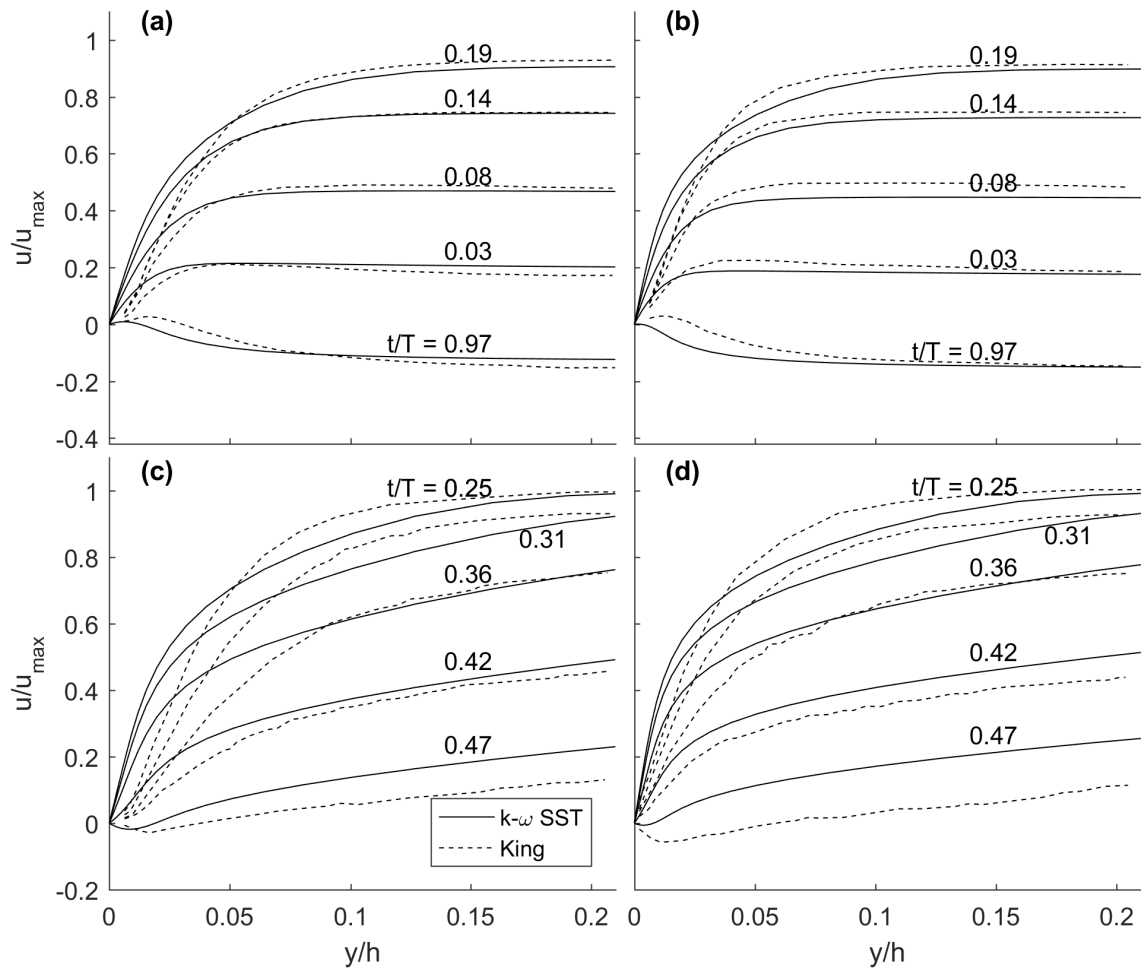 (a)
(b)
1
0.8
0.6
0.4
0.2
0
-0.2
-0.4
u/u_max
0.19
0.14
0.08
0.03
t/T = 0.97
0.19
0.14
0.08
0.03
t/T = 0.97
(c)
(d)
1
0.8
0.6
0.4
0.2
0
-0.2
u/u_max
t/T = 0.25
0.31
0.36
0.42
0.47
k-ω SST
King
t/T = 0.25
0.31
0.36
0.42
0.47
0
0.05
0.1
0.15
0.2
y/h
0
0.05
0.1
0.15
0.2
y/h